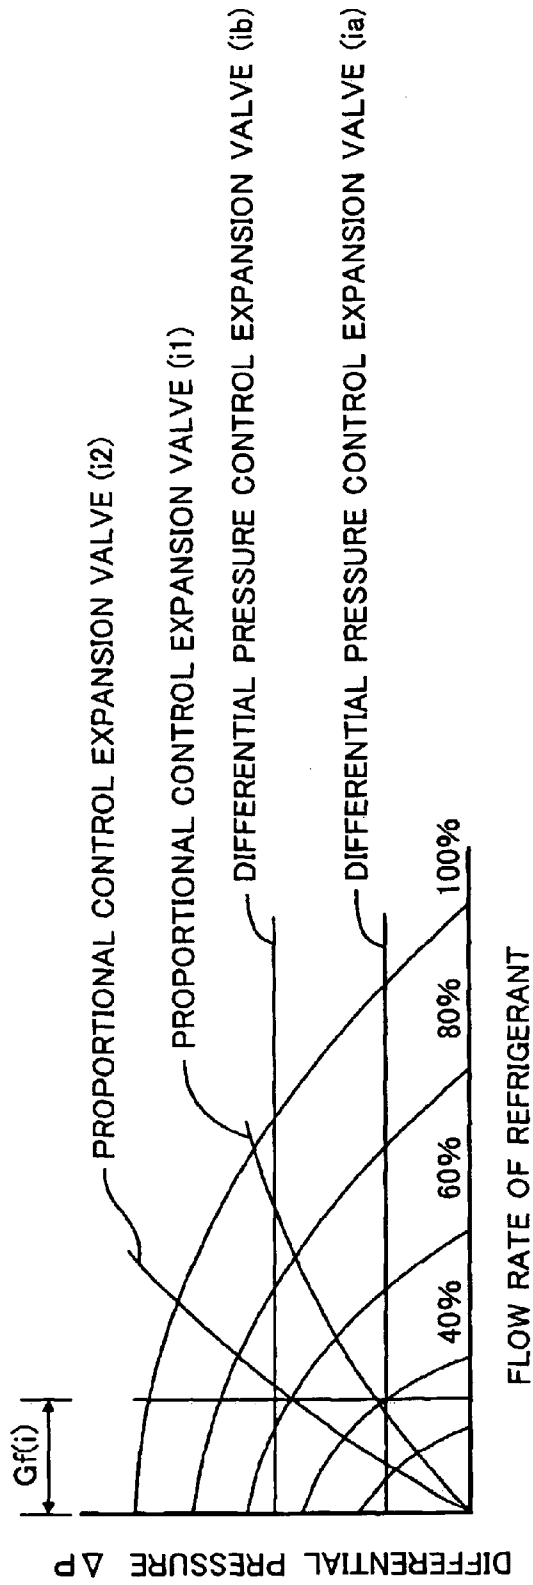 Gf(i)
PROPORTIONAL CONTROL EXPANSION VALVE (i2)
PROPORTIONAL CONTROL EXPANSION VALVE (i1)
DIFFERENTIAL PRESSURE CONTROL EXPANSION VALVE (ib)
DIFFERENTIAL PRESSURE CONTROL EXPANSION VALVE (ia)
DIFFERENTIAL PRESSURE ΔP
40%
60%
80%
100%
FLOW RATE OF REFRIGERANT